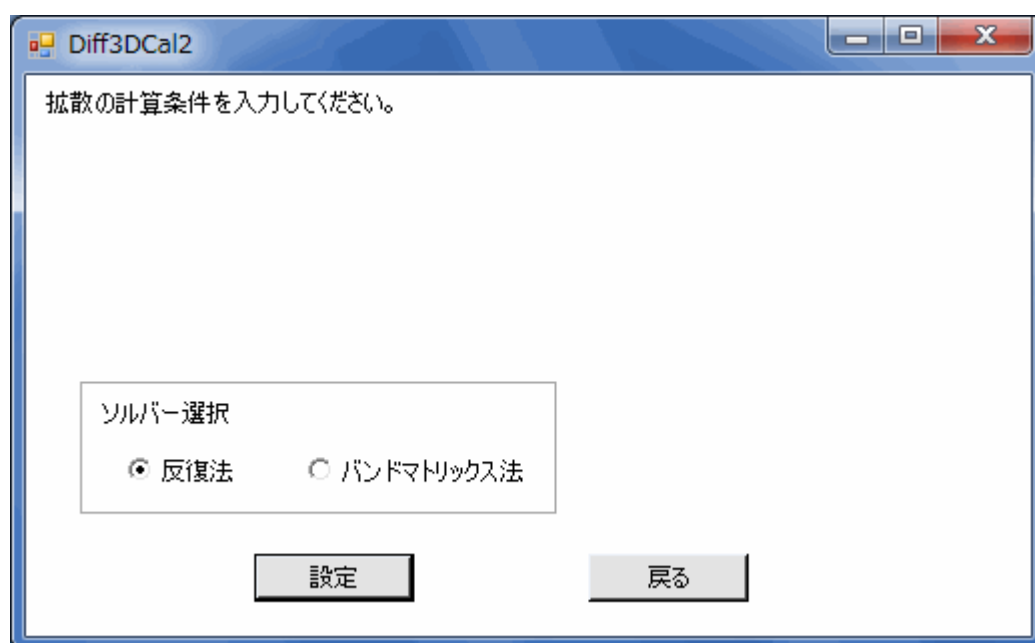 Diff3DCal2
拡散の計算条件を入力してください。
ソルバー選択
反復法 バンドマトリックス法
設定 戻る